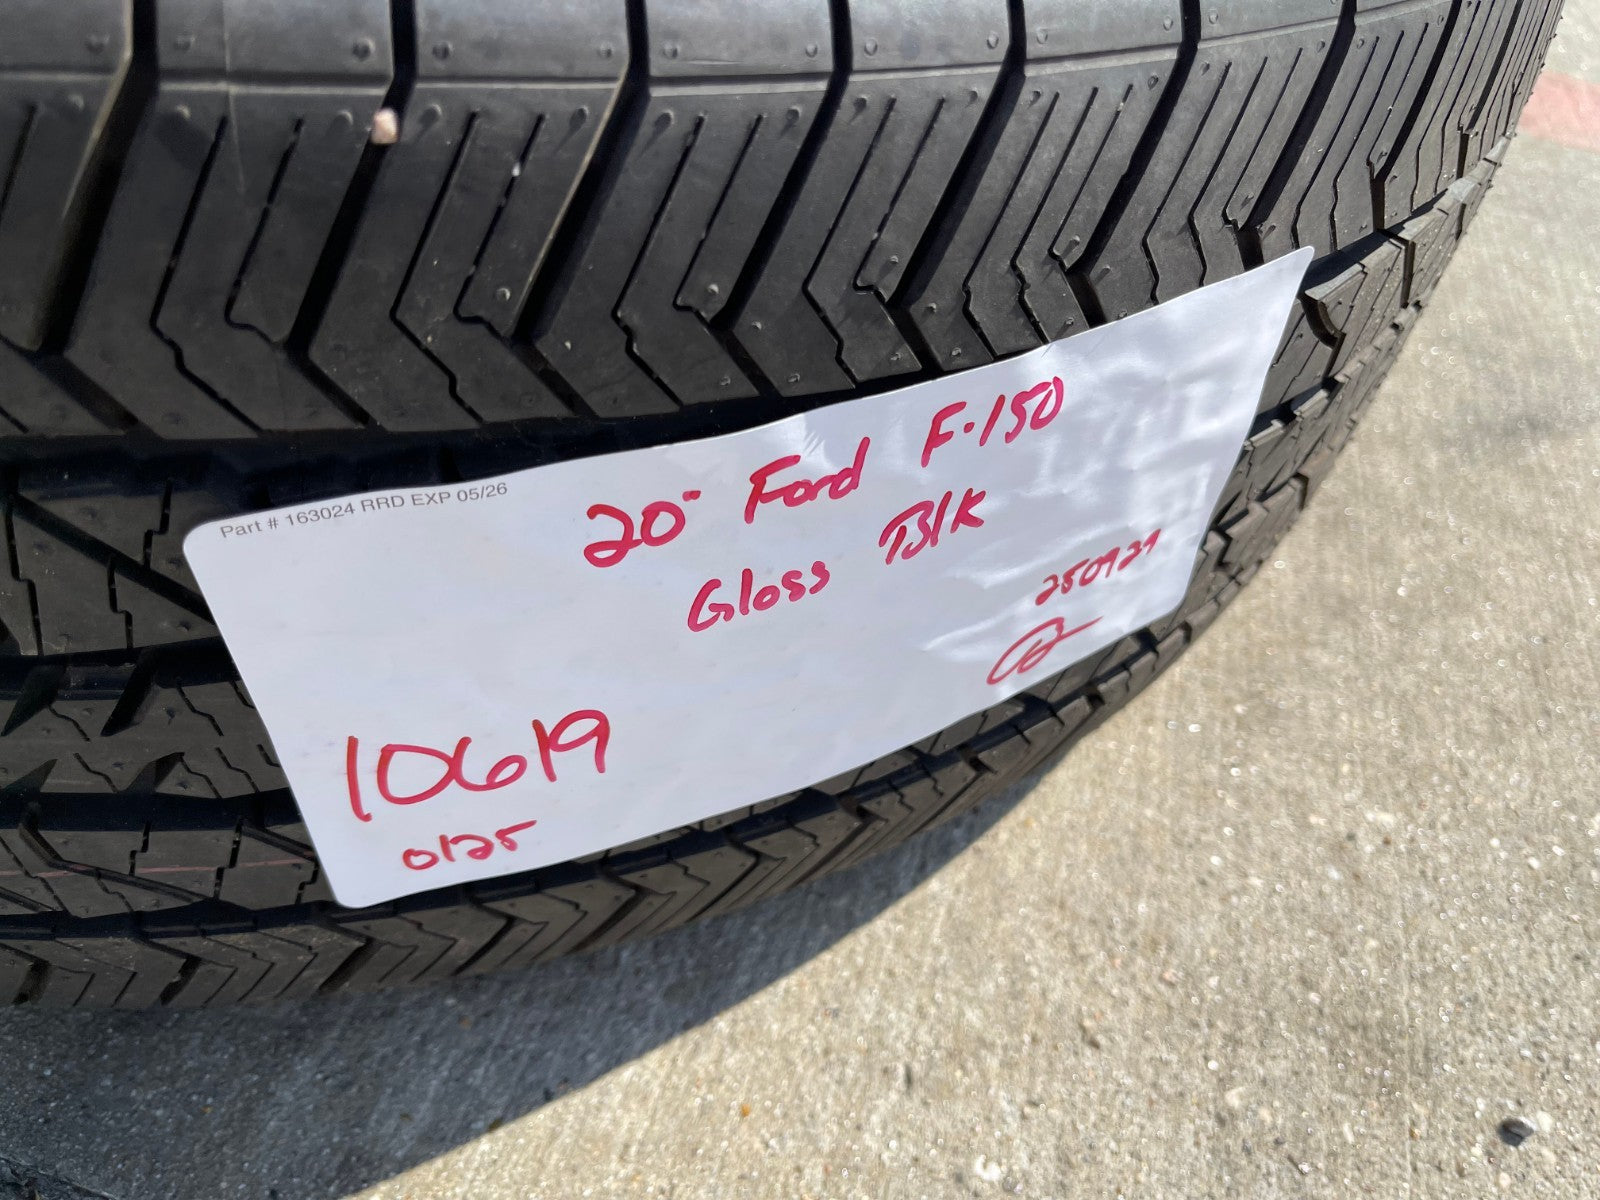 Part # 163024 RRD EXP 05/26
20" Ford F-150
Gloss Blk
250929
10619
0125